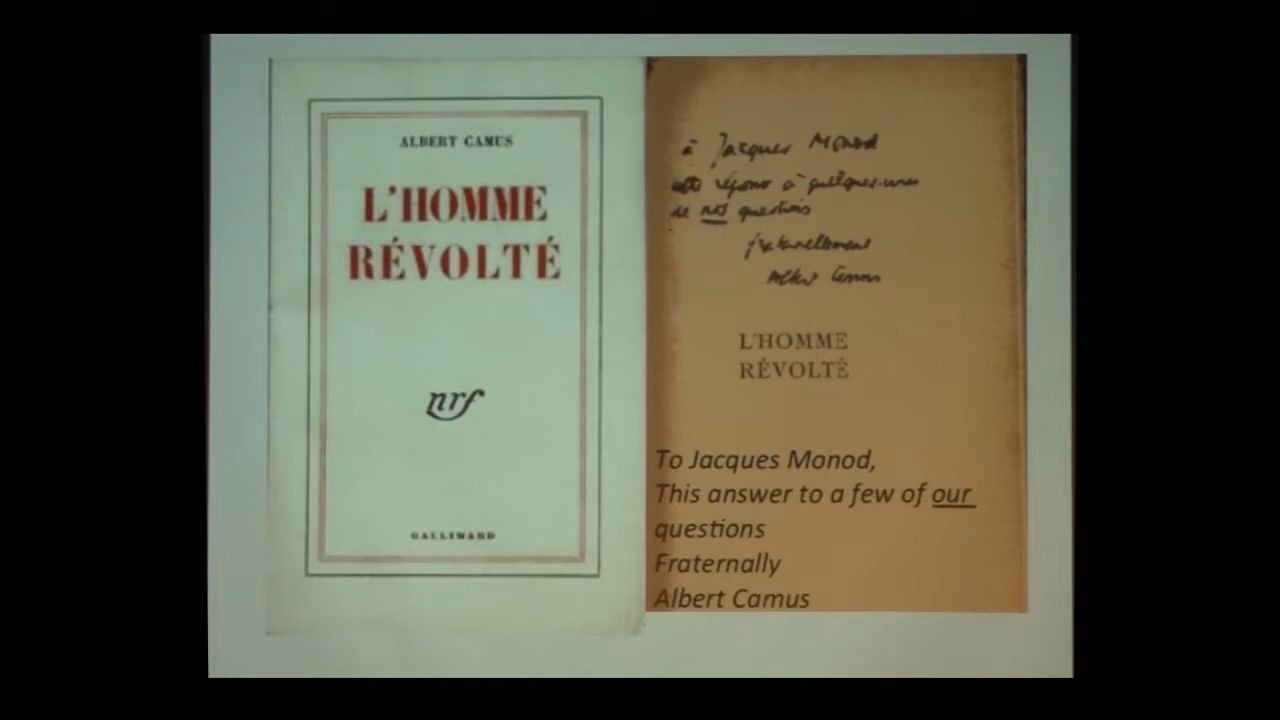 ALBERT CAMUS
L'HOMME
RÉVOLTÉ
nrf
GALLIMARD
à Jacques Monod
cette réponse à quelques-unes
de nos questions
fraternellement
Albert Camus
L'HOMME
RÉVOLTÉ
To Jacques Monod,
This answer to a few of our
questions
Fraternally
Albert Camus